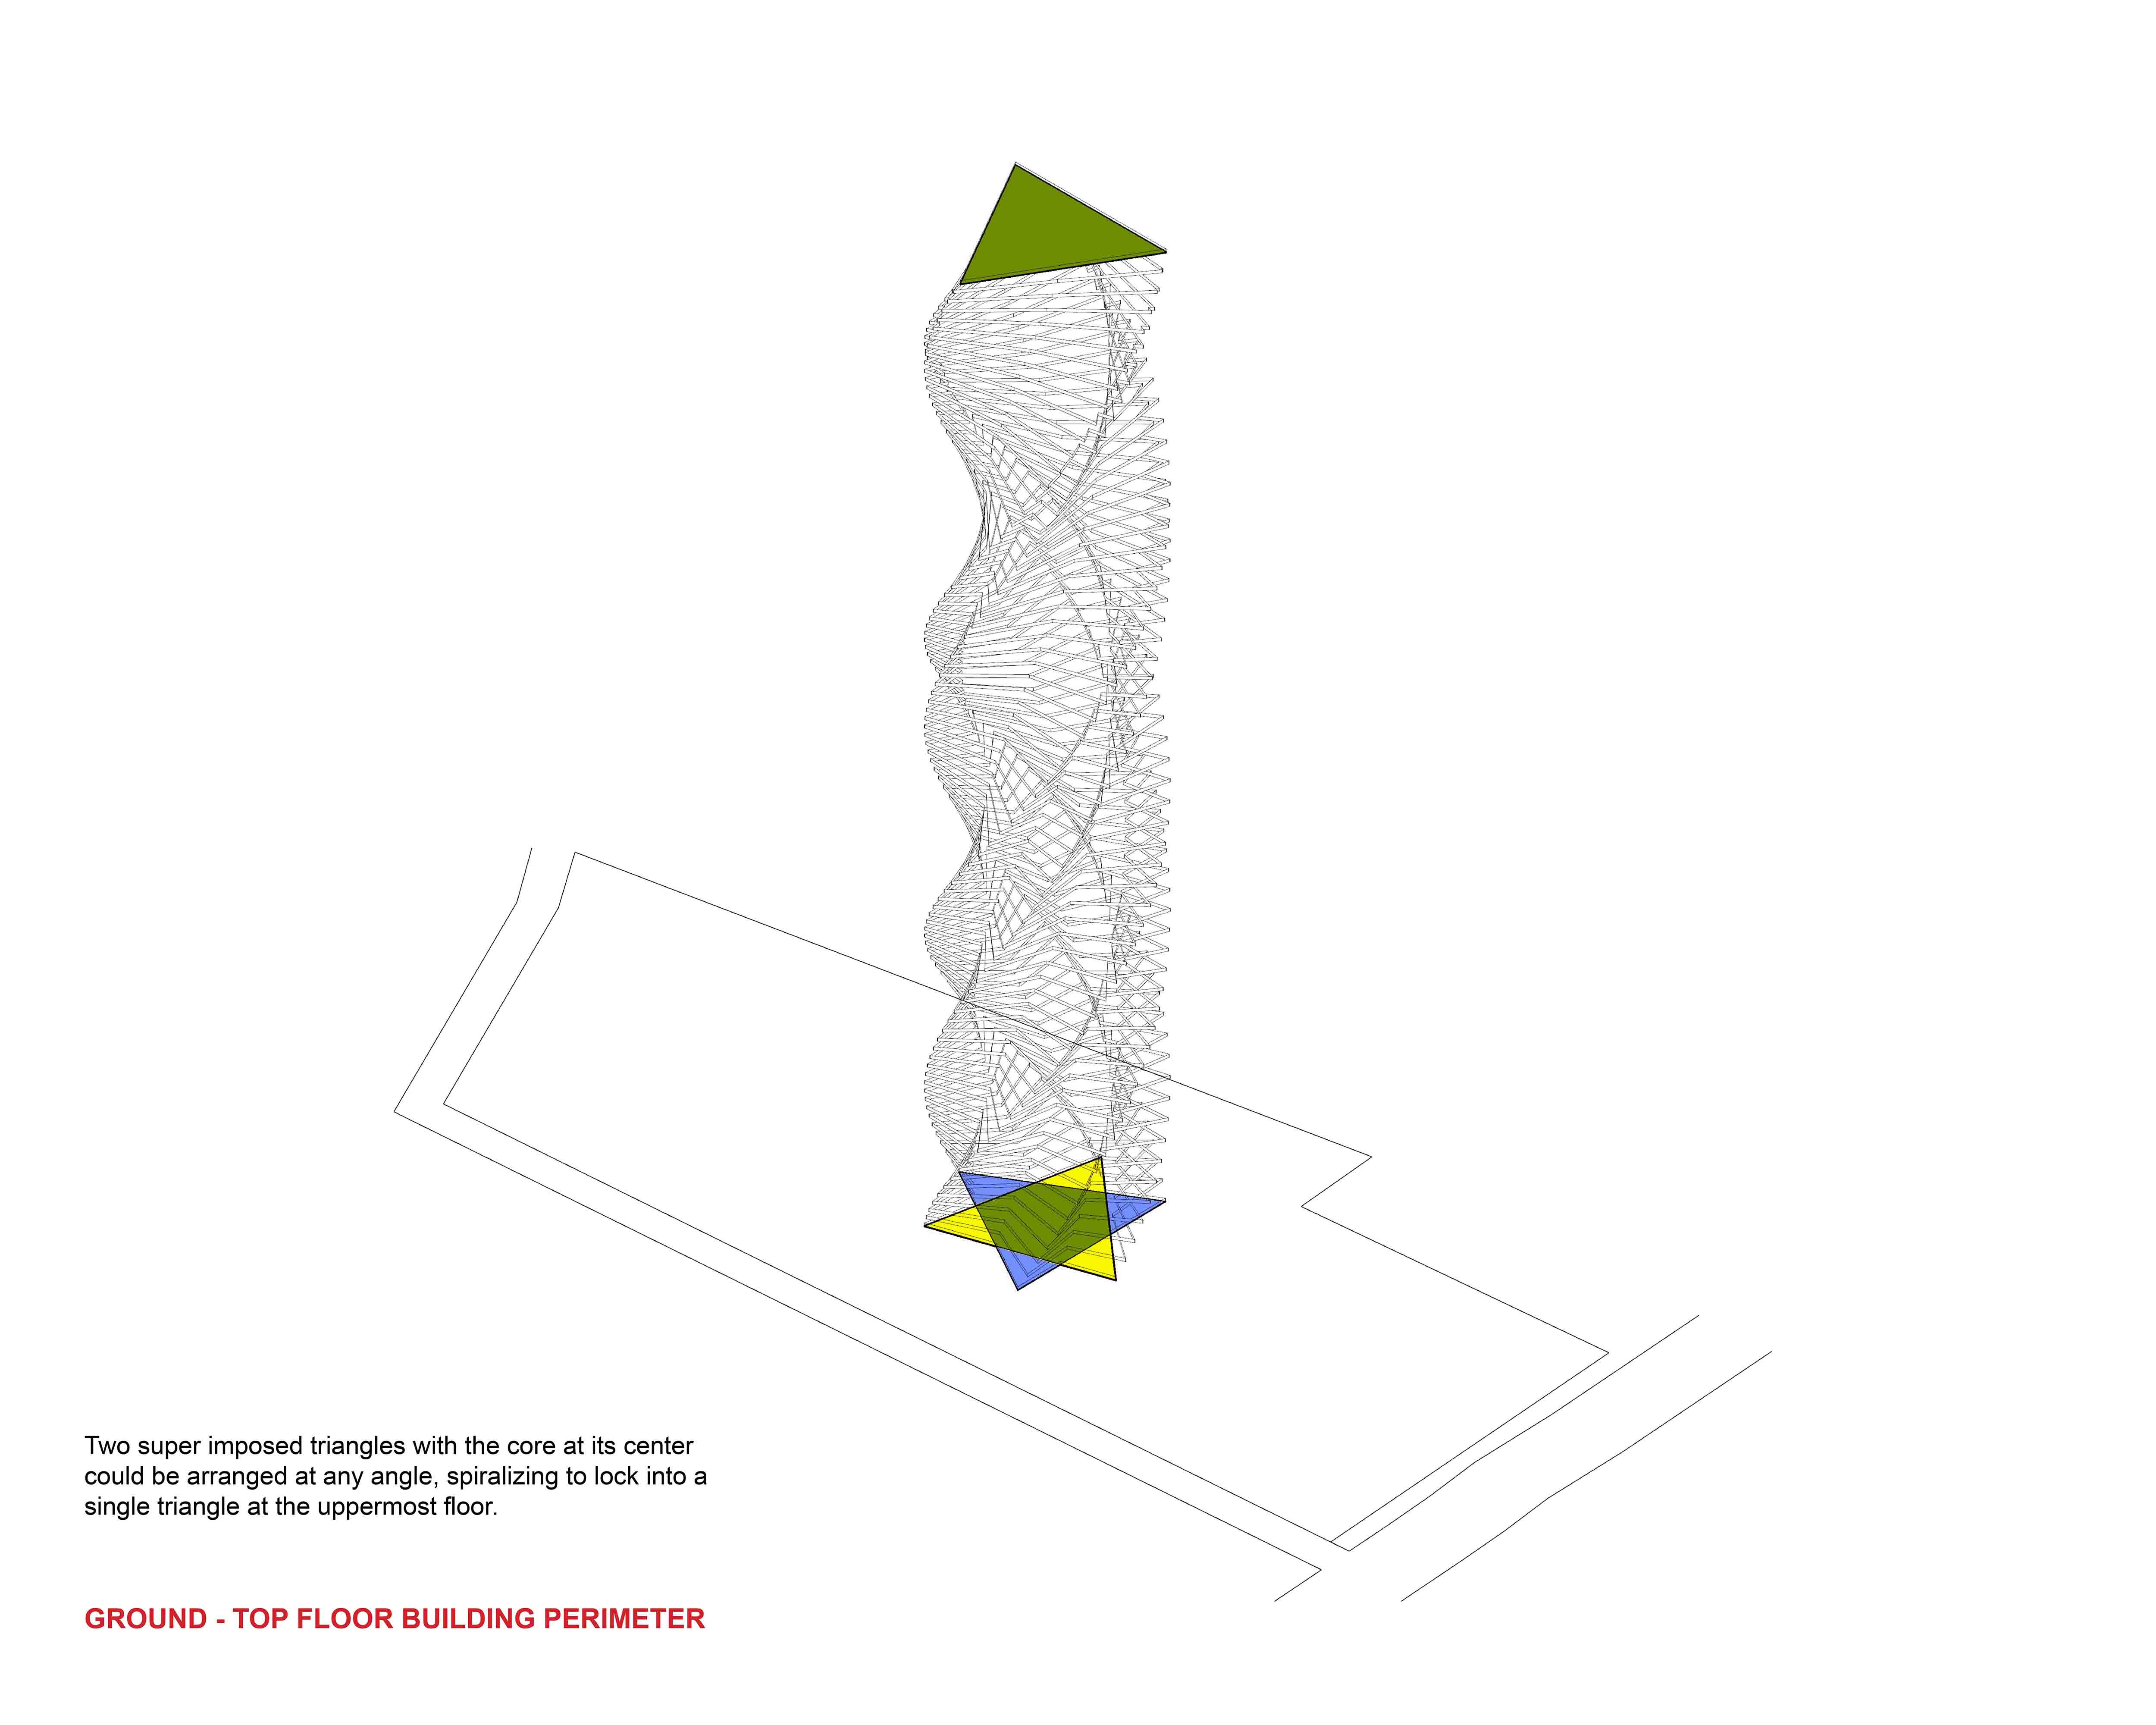 Two super imposed triangles with the core at its center
could be arranged at any angle, spiralizing to lock into a
single triangle at the uppermost floor.
GROUND - TOP FLOOR BUILDING PERIMETER